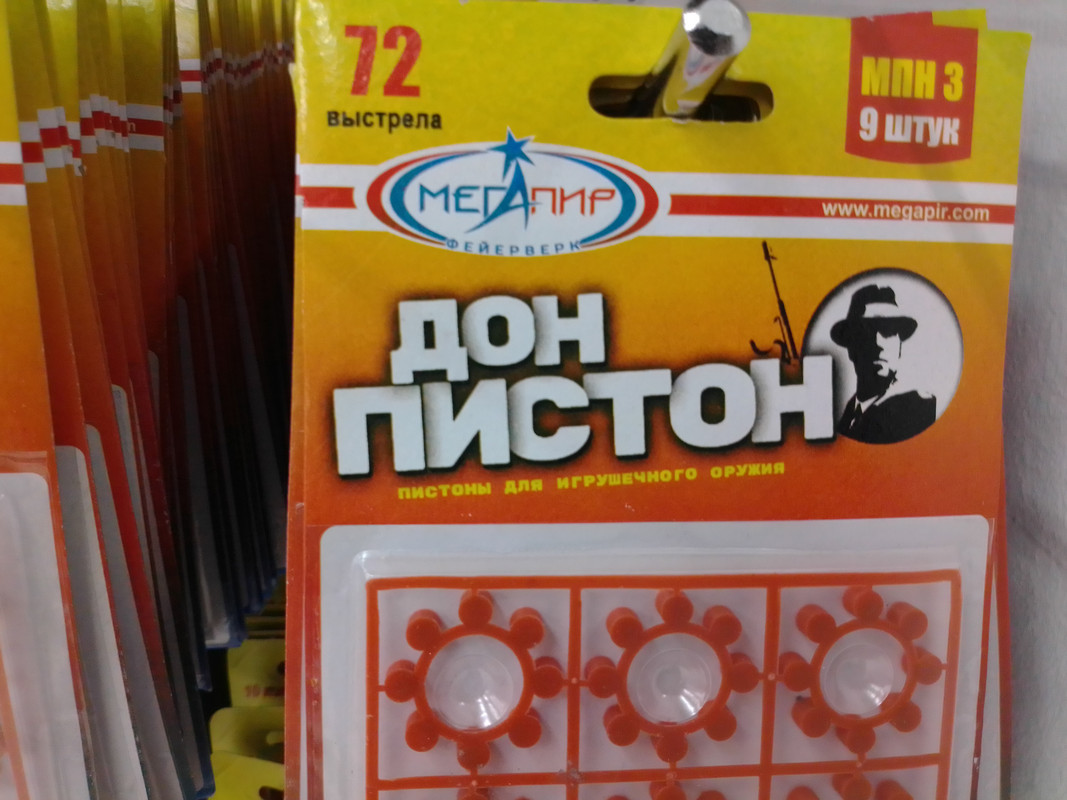 72
выстрела
МПН 3
9 штук
МЕГАПИР
ФЕЙЕРВЕРК
www.megapir.com
ДОН
ПИСТОН
ПИСТОНЫ ДЛЯ ИГРУШЕЧНОГО ОРУЖИЯ